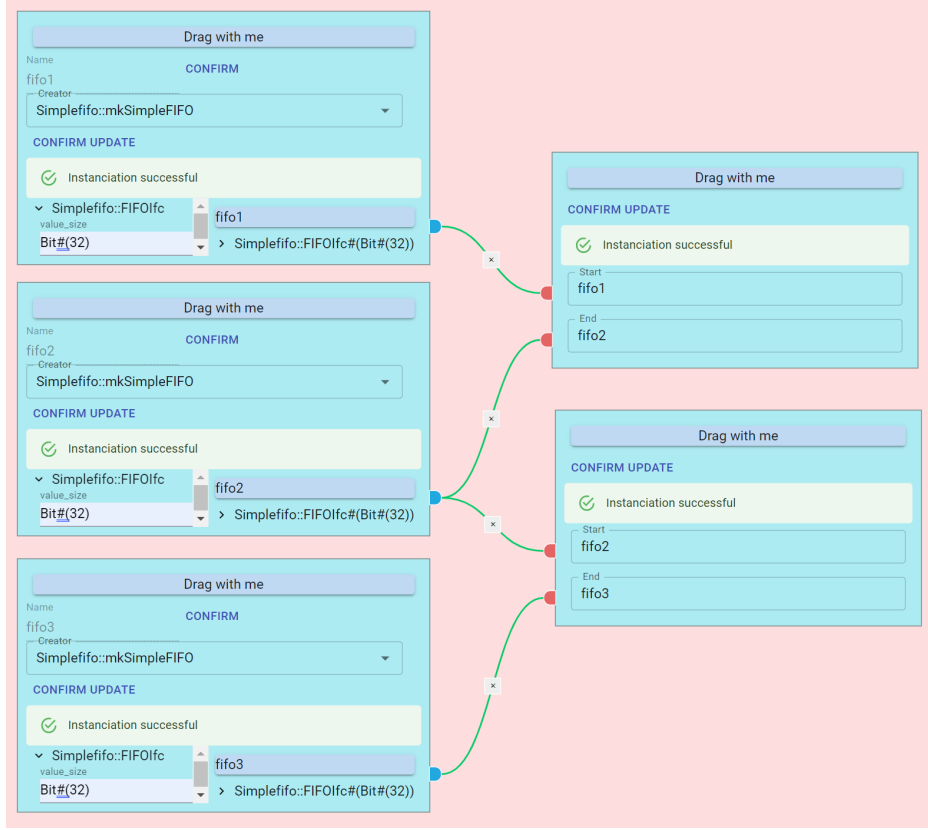 Drag with me
Name
CONFIRM
fifo1
Creator
Simplefifo::mkSimpleFIFO
CONFIRM UPDATE
Instanciation successful
Simplefifo::FIFOIfc
value_size
Bit#(32)
fifo1
Simplefifo::FIFOIfc#(Bit#(32))
Drag with me
Name
CONFIRM
fifo2
Creator
Simplefifo::mkSimpleFIFO
CONFIRM UPDATE
Instanciation successful
Simplefifo::FIFOIfc
value_size
Bit#(32)
fifo2
Simplefifo::FIFOIfc#(Bit#(32))
Drag with me
Name
CONFIRM
fifo3
Creator
Simplefifo::mkSimpleFIFO
CONFIRM UPDATE
Instanciation successful
Simplefifo::FIFOIfc
value_size
Bit#(32)
fifo3
Simplefifo::FIFOIfc#(Bit#(32))
Drag with me
CONFIRM UPDATE
Instanciation successful
Start
fifo1
End
fifo2
Drag with me
CONFIRM UPDATE
Instanciation successful
Start
fifo2
End
fifo3